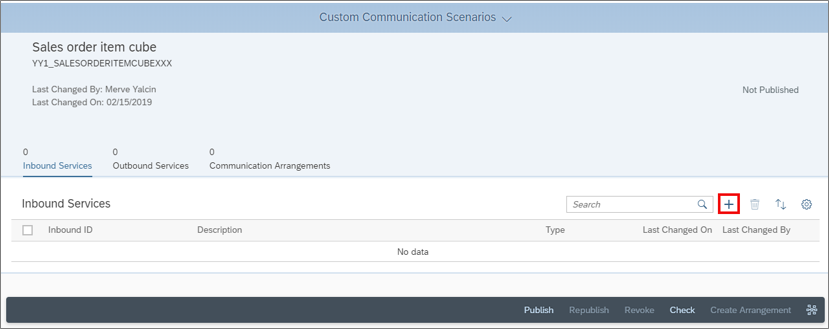 Custom Communication Scenarios
Sales order item cube
YY1_SALESORDERITEMCUBEXXX
Last Changed By: Merve Yalcin
Last Changed On: 02/15/2019
Not Published
0 0 0
Inbound Services Outbound Services Communication Arrangements
Inbound Services Search
Inbound ID Description Type Last Changed On Last Changed By
No data
Publish Republish Revoke Check Create Arrangement